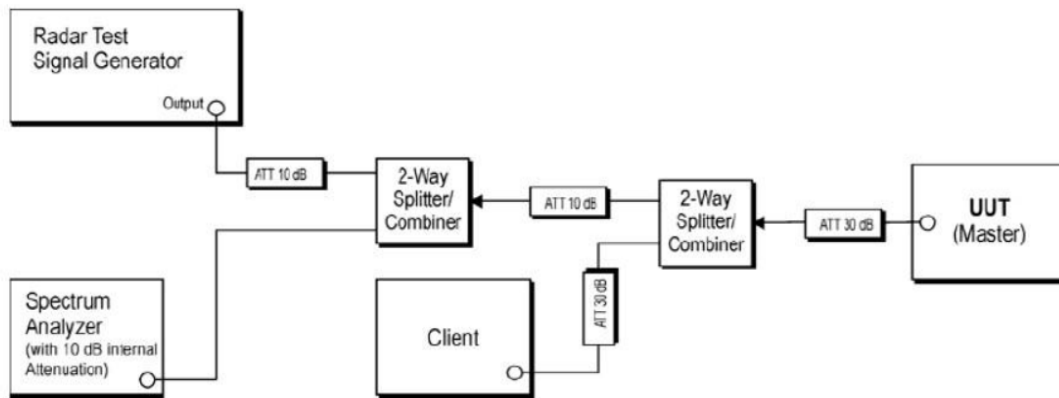 Radar Test
Signal Generator
Output
ATT 10 dB
2-Way
Splitter/
Combiner
ATT 10 dB
2-Way
Splitter/
Combiner
ATT 30 dB
UUT
(Master)
Spectrum
Analyzer
(with 10 dB internal
Attenuation)
Client
ATT 30 dB